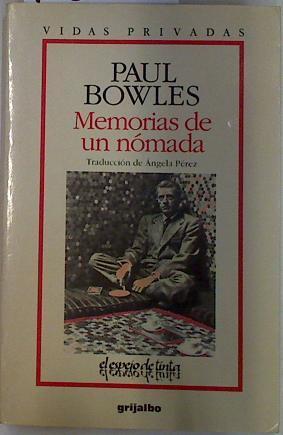 VIDAS PRIVADAS
PAUL
BOWLES
Memorias de
un nómada
Traducción de Ángela Pérez
el espejo de tinta
grijalbo